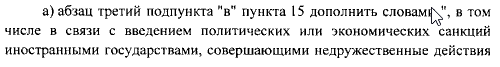 а) абзац третий подпункта "в" пункта 15 дополнить словами ", в том
числе в связи с введением политических или экономических санкций
иностранными государствами, совершающими недружественные действия